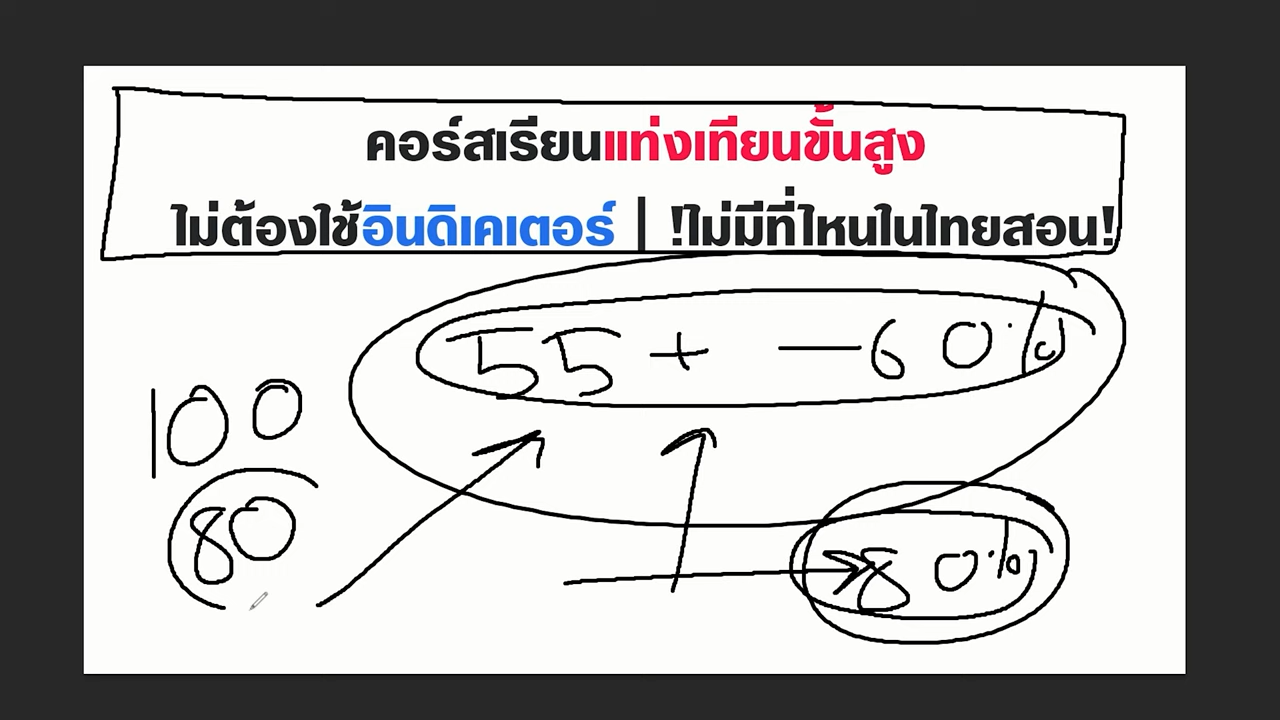 คอร์สเรียนแท่งเทียนขั้นสูง
ไม่ต้องใช้อินดิเคเตอร์ | !ไม่มีที่ไหนในไทยสอน!
55 + — 60%
100
80
80%